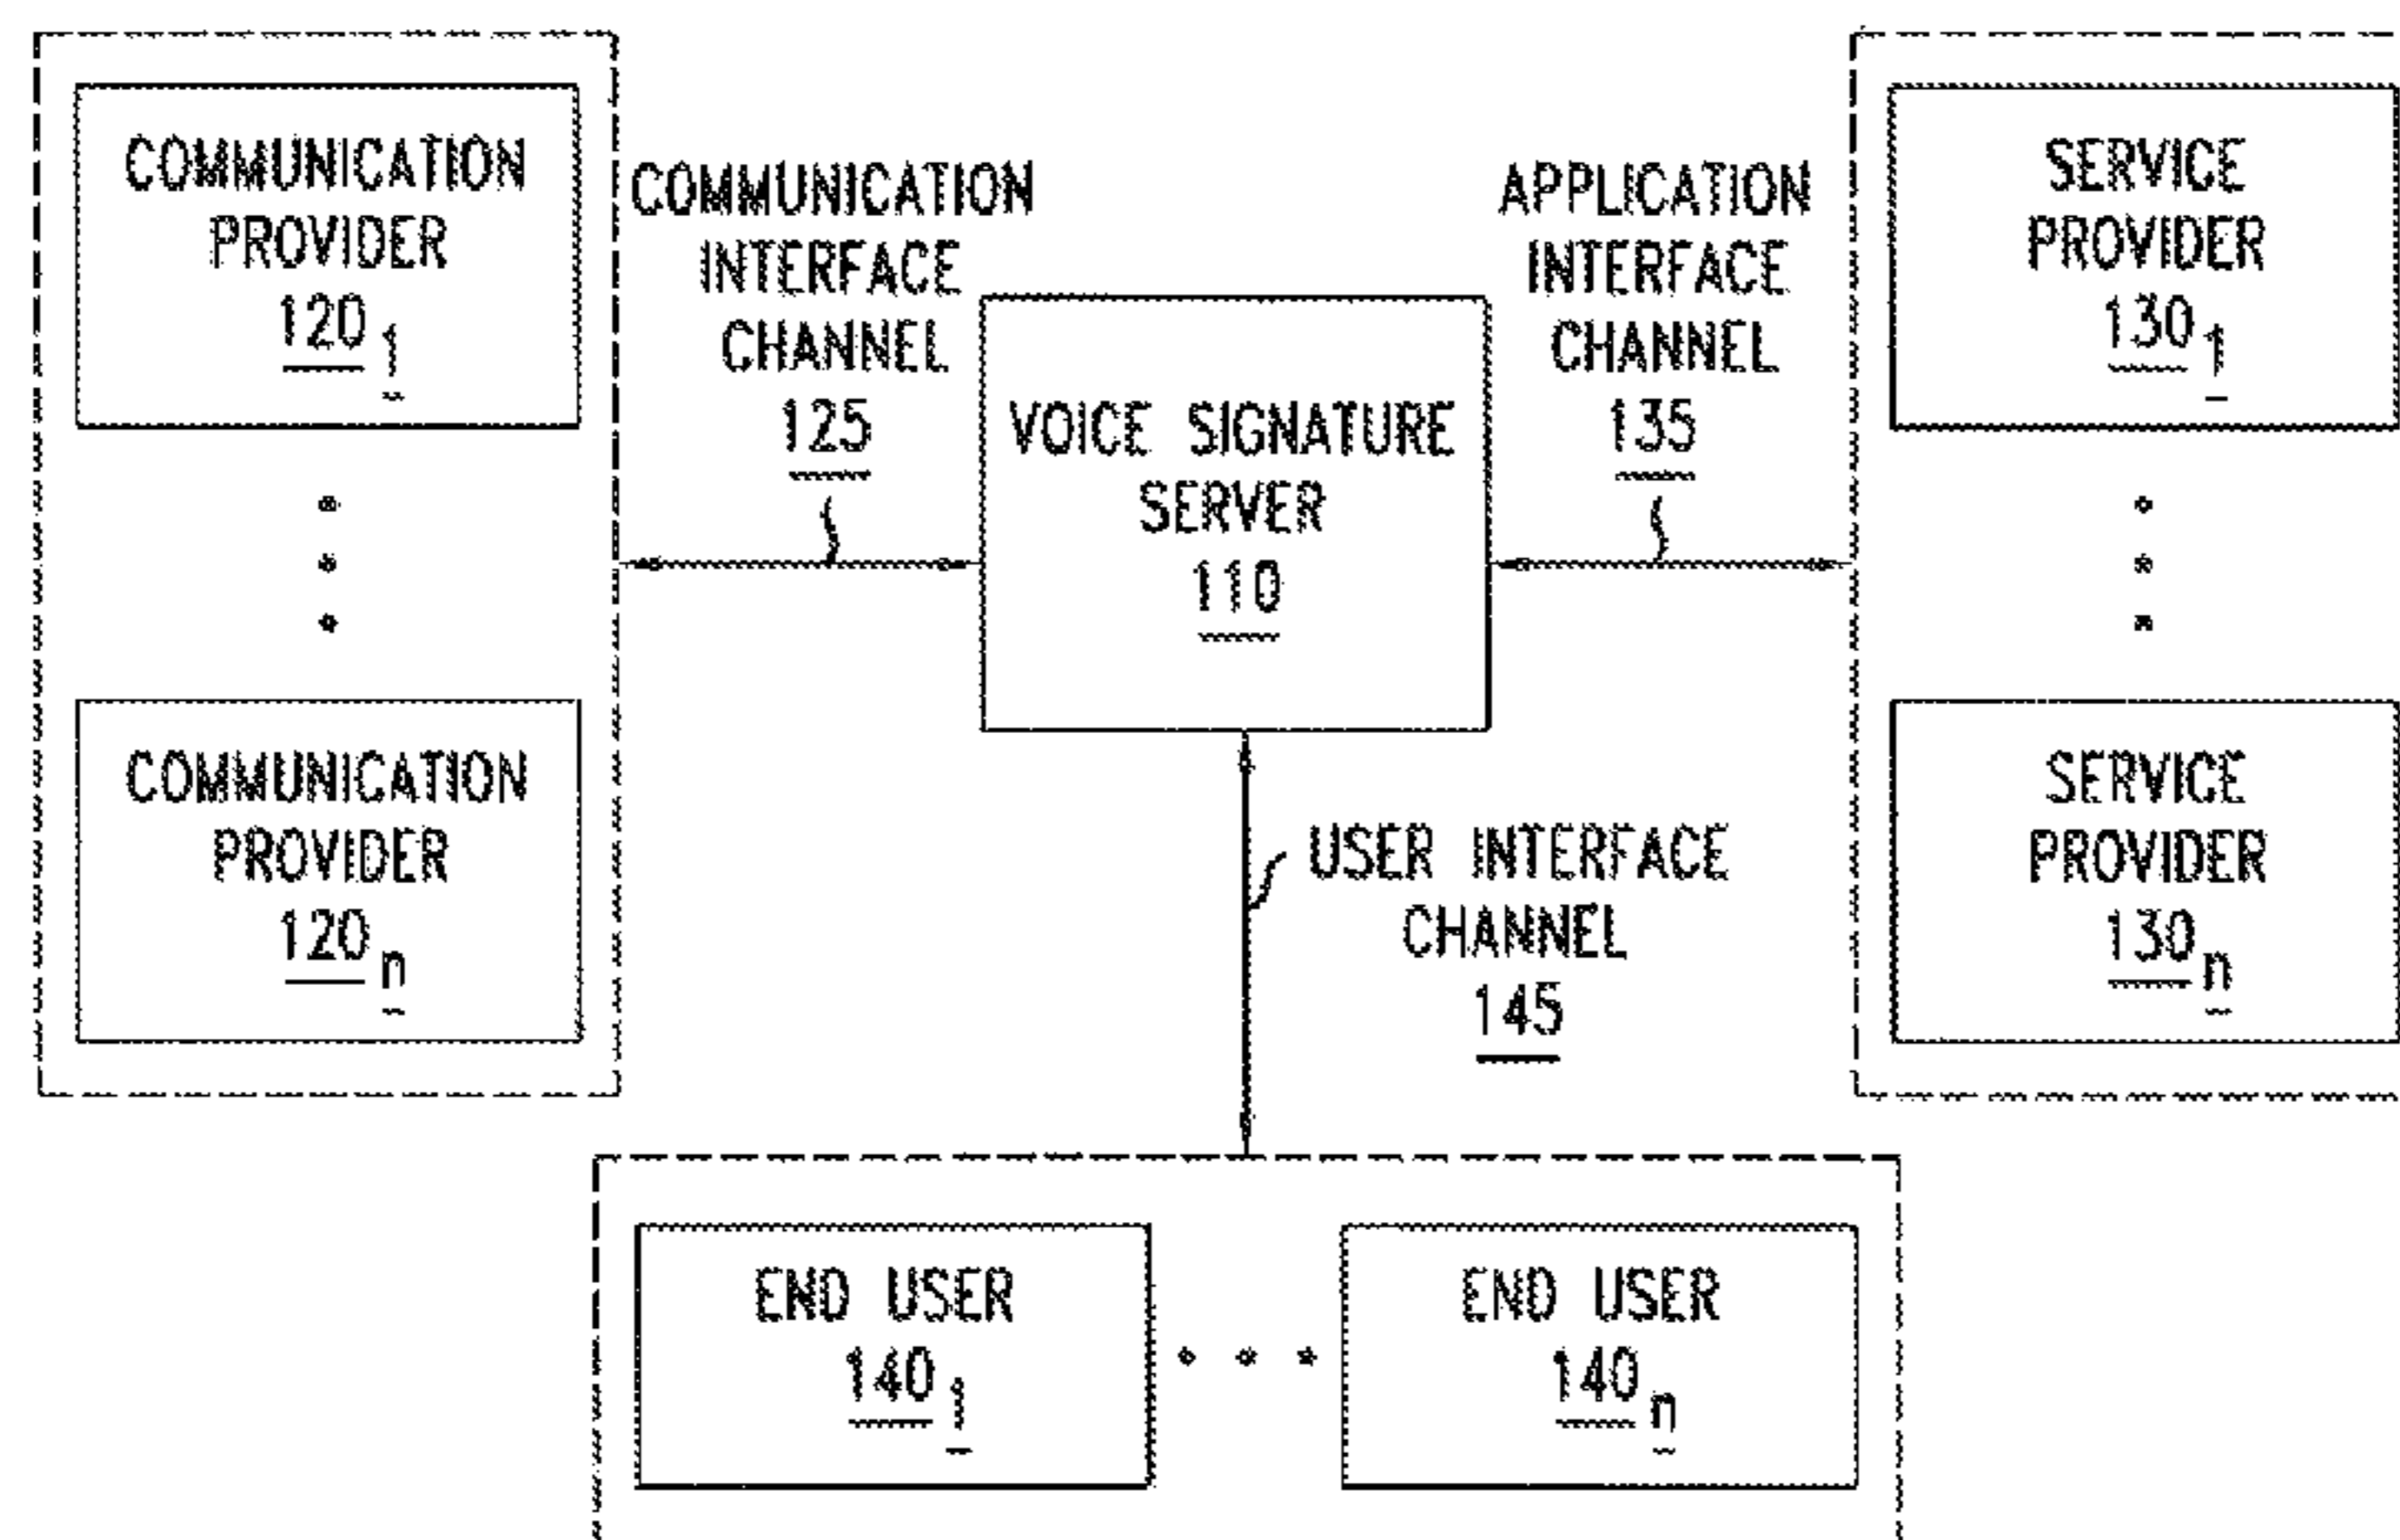 COMMUNICATION
PROVIDER
120 1
COMMUNICATION
INTERFACE
CHANNEL
125
VOICE SIGNATURE
SERVER
110
APPLICATION
INTERFACE
CHANNEL
135
SERVICE
PROVIDER
130 1
COMMUNICATION
PROVIDER
120 n
USER INTERFACE
CHANNEL
145
SERVICE
PROVIDER
130 n
END USER
140 1
END USER
140 n